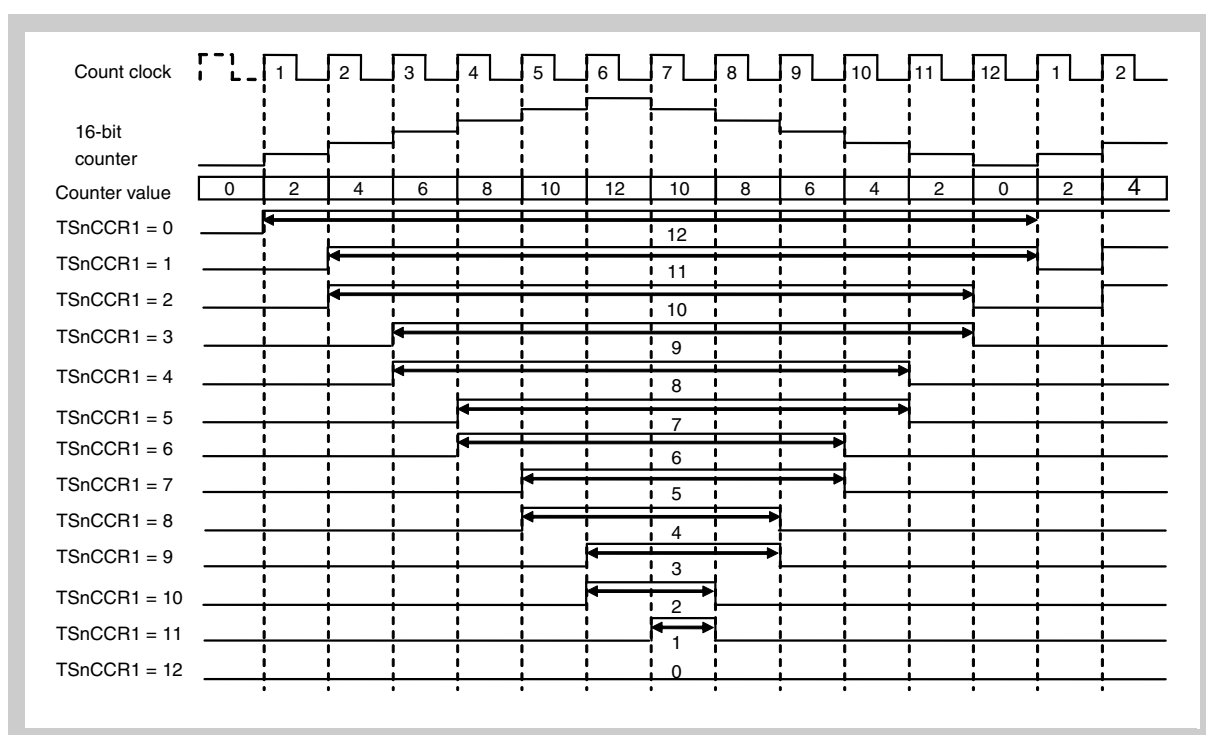 Count clock 1 2 3 4 5 6 7 8 9 10 11 12 1 2
16-bit
counter
Counter value 0 2 4 6 8 10 12 10 8 6 4 2 0 2 4
TSnCCR1 = 0
12
TSnCCR1 = 1
11
TSnCCR1 = 2
10
TSnCCR1 = 3
9
TSnCCR1 = 4
8
TSnCCR1 = 5
7
TSnCCR1 = 6
6
TSnCCR1 = 7
5
TSnCCR1 = 8
4
TSnCCR1 = 9
3
TSnCCR1 = 10
2
TSnCCR1 = 11
1
TSnCCR1 = 12
0